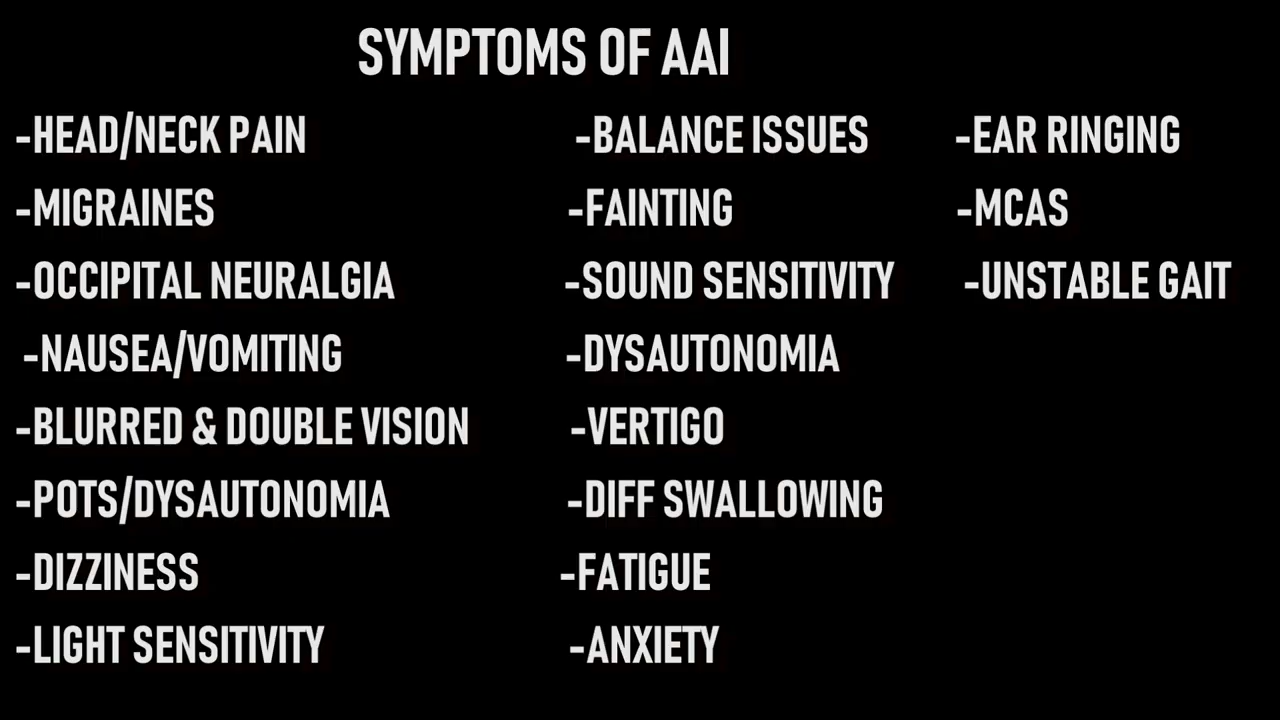 SYMPTOMS OF AAI
-HEAD/NECK PAIN
-MIGRAINES
-OCCIPITAL NEURALGIA
-NAUSEA/VOMITING
-BLURRED & DOUBLE VISION
-POTS/DYSAUTONOMIA
-DIZZINESS
-LIGHT SENSITIVITY
-BALANCE ISSUES
-FAINTING
-SOUND SENSITIVITY
-DYSAUTONOMIA
-VERTIGO
-DIFF SWALLOWING
-FATIGUE
-ANXIETY
-EAR RINGING
-MCAS
-UNSTABLE GAIT